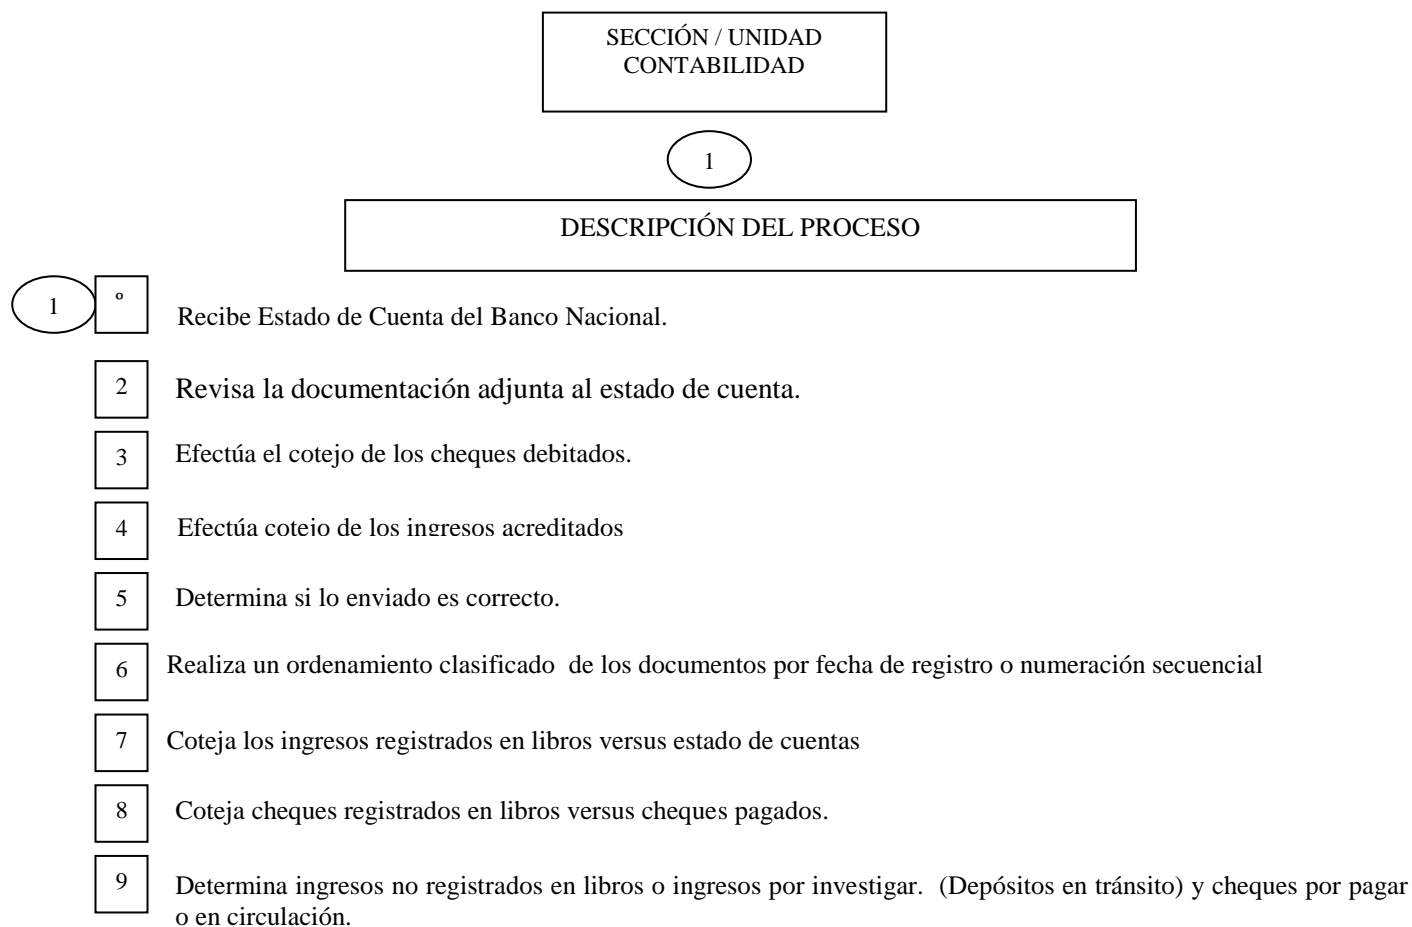 SECCIÓN / UNIDAD
CONTABILIDAD
1
DESCRIPCIÓN DEL PROCESO
1 º Recibe Estado de Cuenta del Banco Nacional.
2 Revisa la documentación adjunta al estado de cuenta.
3 Efectúa el cotejo de los cheques debitados.
4 Efectúa cotejo de los ingresos acreditados
5 Determina si lo enviado es correcto.
6 Realiza un ordenamiento clasificado de los documentos por fecha de registro o numeración secuencial
7 Coteja los ingresos registrados en libros versus estado de cuentas
8 Coteja cheques registrados en libros versus cheques pagados.
9 Determina ingresos no registrados en libros o ingresos por investigar. (Depósitos en tránsito) y cheques por pagar
o en circulación.